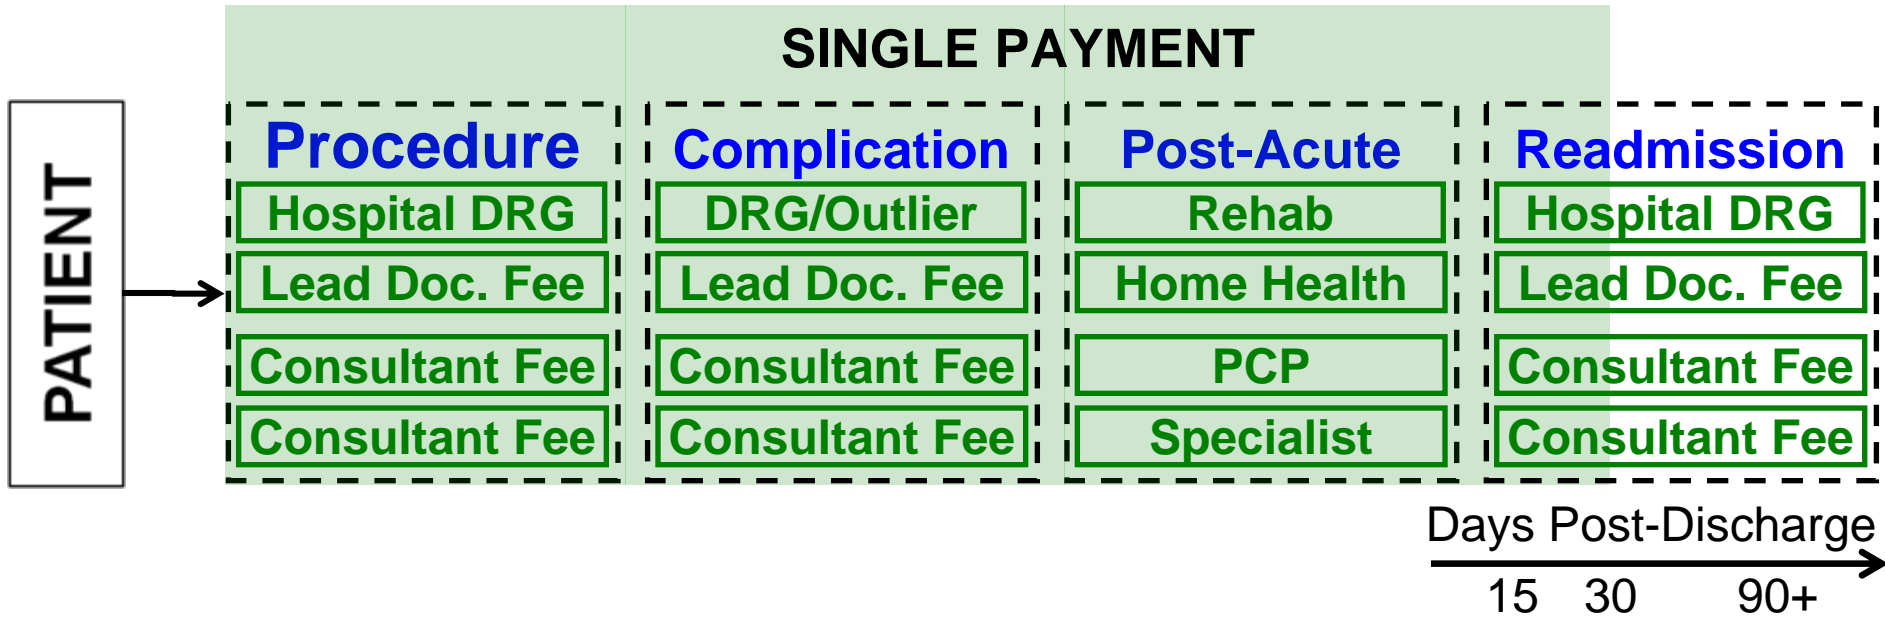 SINGLE PAYMENT
PATIENT
Procedure
Hospital DRG
Lead Doc. Fee
Consultant Fee
Consultant Fee
Complication
DRG/Outlier
Lead Doc. Fee
Consultant Fee
Consultant Fee
Post-Acute
Rehab
Home Health
PCP
Specialist
Readmission
Hospital DRG
Lead Doc. Fee
Consultant Fee
Consultant Fee
Days Post-Discharge
15 30 90+